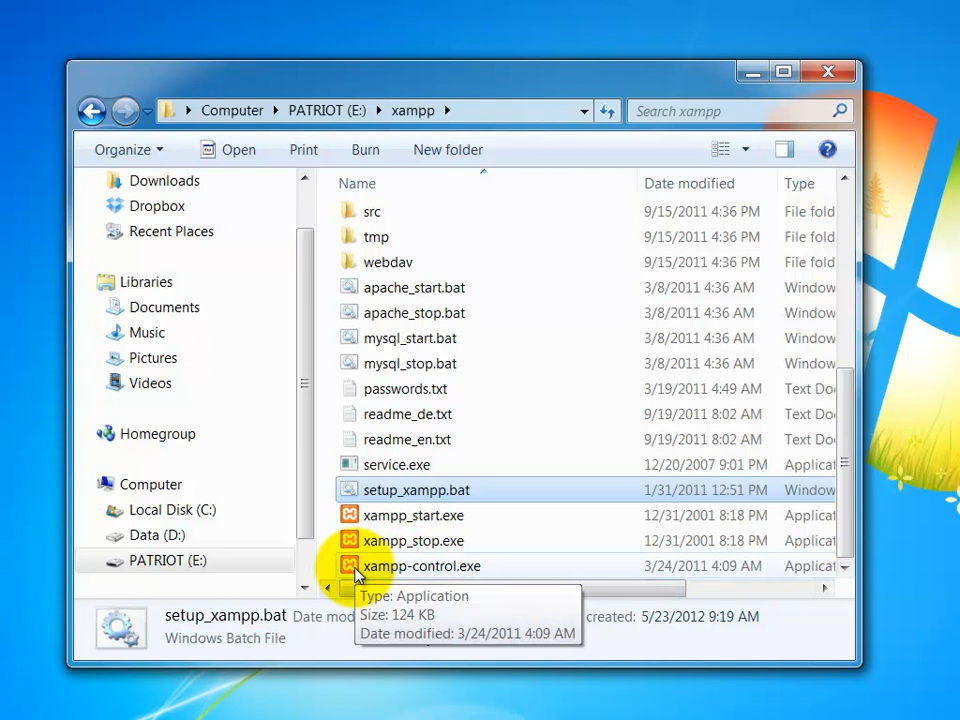 Computer PATRIOT (E:) xampp Search xampp
Organize Open Print Burn New folder
Downloads
Dropbox
Recent Places
Libraries
Documents
Music
Pictures
Videos
Homegroup
Computer
Local Disk (C:)
Data (D:)
PATRIOT (E:)
Name Date modified Type
src 9/15/2011 4:36 PM File fold
tmp 9/15/2011 4:36 PM File fold
webdav 9/15/2011 4:36 PM File fold
apache_start.bat 3/8/2011 4:36 AM Window
apache_stop.bat 3/8/2011 4:36 AM Window
mysql_start.bat 3/8/2011 4:36 AM Window
mysql_stop.bat 3/8/2011 4:36 AM Window
passwords.txt 3/19/2011 4:49 AM Text Do
readme_de.txt 9/19/2011 8:02 AM Text Do
readme_en.txt 9/19/2011 8:02 AM Text Do
service.exe 12/20/2007 9:01 PM Applicat
setup_xampp.bat 1/31/2011 12:51 PM Window
xampp_start.exe 12/31/2001 8:18 PM Applicat
xampp_stop.exe 12/31/2001 8:18 PM Applicat
xampp-control.exe 3/24/2011 4:09 AM Applicat
Type: Application
Size: 124 KB
Date modified: 3/24/2011 4:09 AM
setup_xampp.bat Date mod created: 5/23/2012 9:19 AM
Windows Batch File